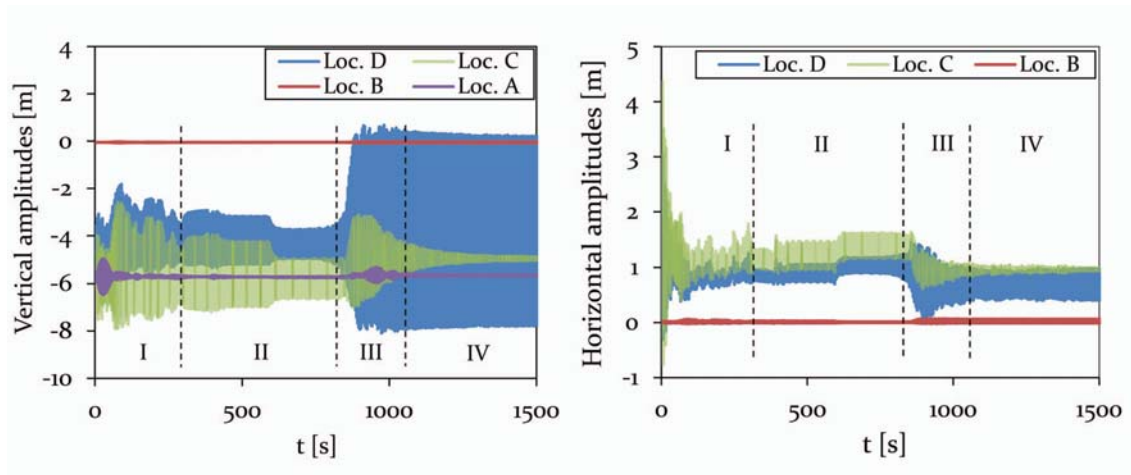 Vertical amplitudes [m]
4
2
0
-2
-4
-6
-8
-10
Loc. D
Loc. C
Loc. B
Loc. A
I
II
III
IV
0
500
1000
1500
t [s]
Horizontal amplitudes [m]
5
4
3
2
1
0
-1
Loc. D
Loc. C
Loc. B
I
II
III
IV
0
500
1000
1500
t [s]